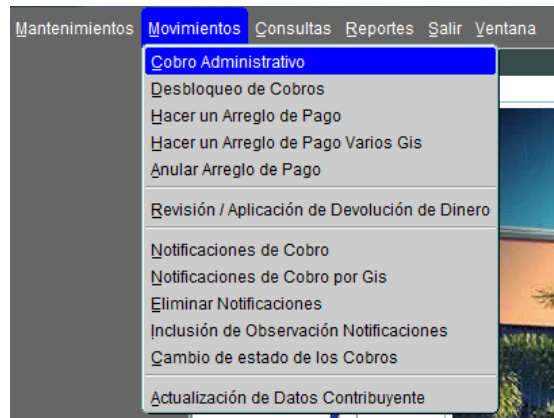 Mantenimientos Movimientos Consultas Reportes Salir Ventana
Cobro Administrativo
Desbloqueo de Cobros
Hacer un Arreglo de Pago
Hacer un Arreglo de Pago Varios Gis
Anular Arreglo de Pago
Revisión / Aplicación de Devolución de Dinero
Notificaciones de Cobro
Notificaciones de Cobro por Gis
Eliminar Notificaciones
Inclusión de Observación Notificaciones
Cambio de estado de los Cobros
Actualización de Datos Contribuyente